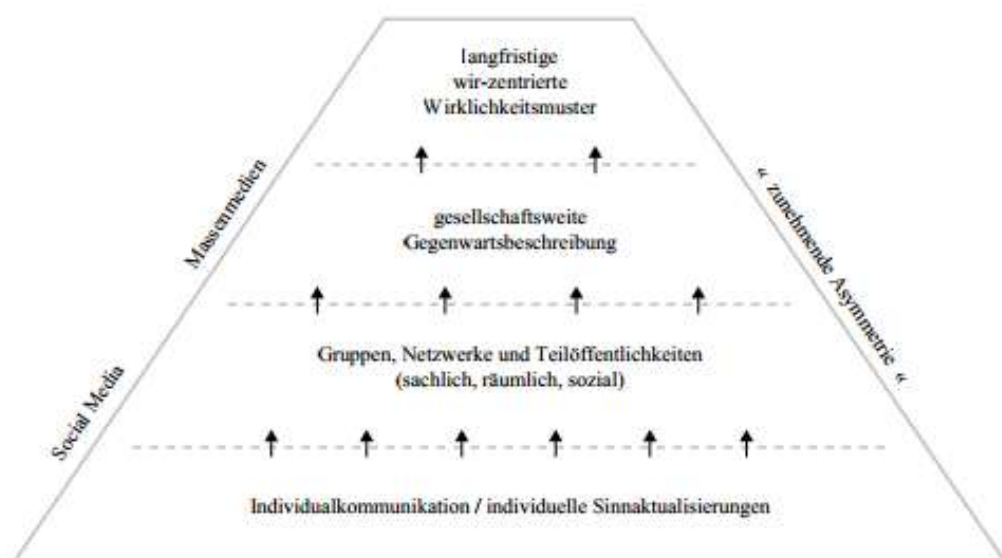 langfristige
wir-zentrierte
Wirklichkeitsmuster
Massenmedien
« zunehmende Asymmetrie «
gesellschaftsweite
Gegenwartsbeschreibung
Gruppen, Netzwerke und Teilöffentlichkeiten
(sachlich, räumlich, sozial)
Social Media
Individualkommunikation / individuelle Sinnaktualisierungen